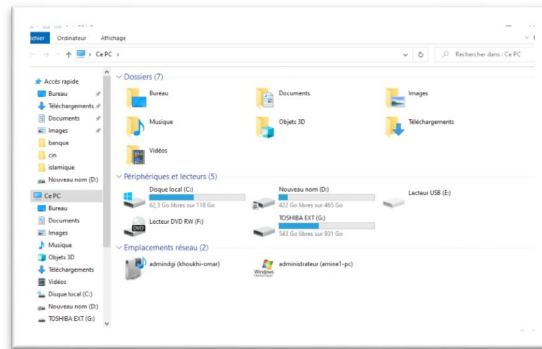 Fichier Ordinateur Affichage
Ce PC
Rechercher dans : Ce PC
Accès rapide
Bureau
Téléchargements
Documents
Images
banque
cin
islamique
Nouveau nom (D:)
Ce PC
Bureau
Documents
Images
Musique
Objets 3D
Téléchargements
Vidéos
Disque local (C:)
Nouveau nom (D:)
TOSHIBA EXT (G:)
Dossiers (7)
Bureau
Documents
Images
Musique
Objets 3D
Téléchargements
Vidéos
Périphériques et lecteurs (5)
Disque local (C:)
62,3 Go libres sur 118 Go
Nouveau nom (D:)
422 Go libres sur 465 Go
Lecteur USB (E:)
Lecteur DVD RW (F:)
DVD
TOSHIBA EXT (G:)
543 Go libres sur 931 Go
Emplacements réseau (2)
admindgi (khoukhi-omar)
administrateur (amine1-pc)
Windows